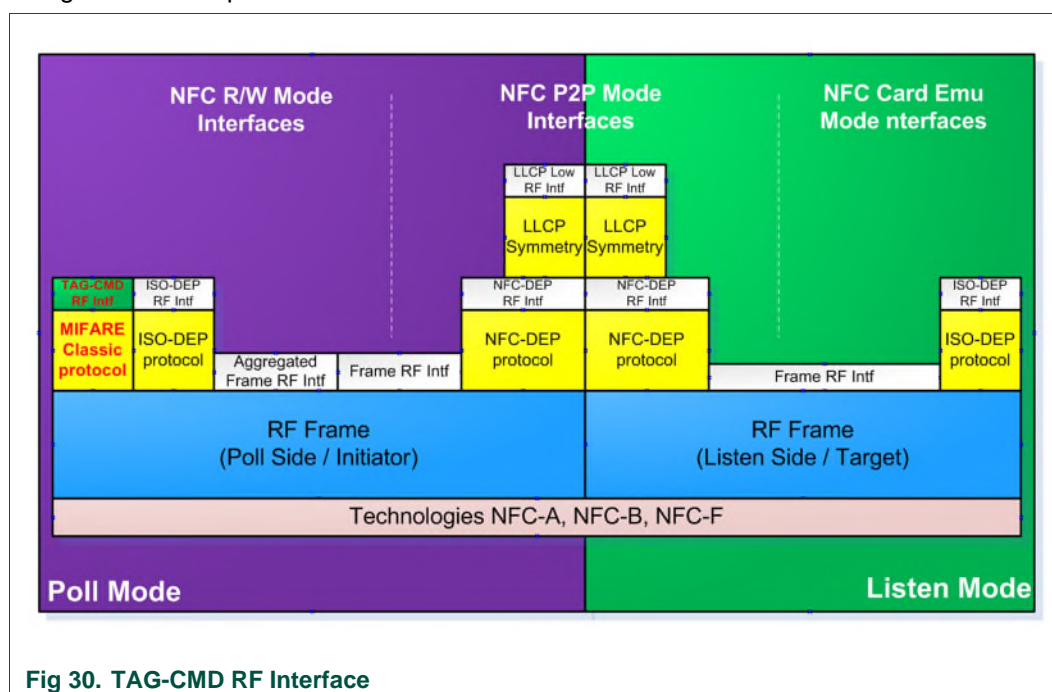 NFC R/W Mode
Interfaces
NFC P2P Mode
Interfaces
NFC Card Emu
Mode nterfaces
LLCP Low
RF Intf
LLCP Low
RF Intf
LLCP
Symmetry
LLCP
Symmetry
TAG-CMD
RF Intf
ISO-DEP
RF Intf
NFC-DEP
RF Intf
NFC-DEP
RF Intf
ISO-DEP
RF Intf
MIFARE
Classic
protocol
ISO-DEP
protocol
Aggregated
Frame RF Intf
Frame RF Intf
NFC-DEP
protocol
NFC-DEP
protocol
Frame RF Intf
ISO-DEP
protocol
RF Frame
(Poll Side / Initiator)
RF Frame
(Listen Side / Target)
Technologies NFC-A, NFC-B, NFC-F
Poll Mode
Listen Mode
Fig 30. TAG-CMD RF Interface